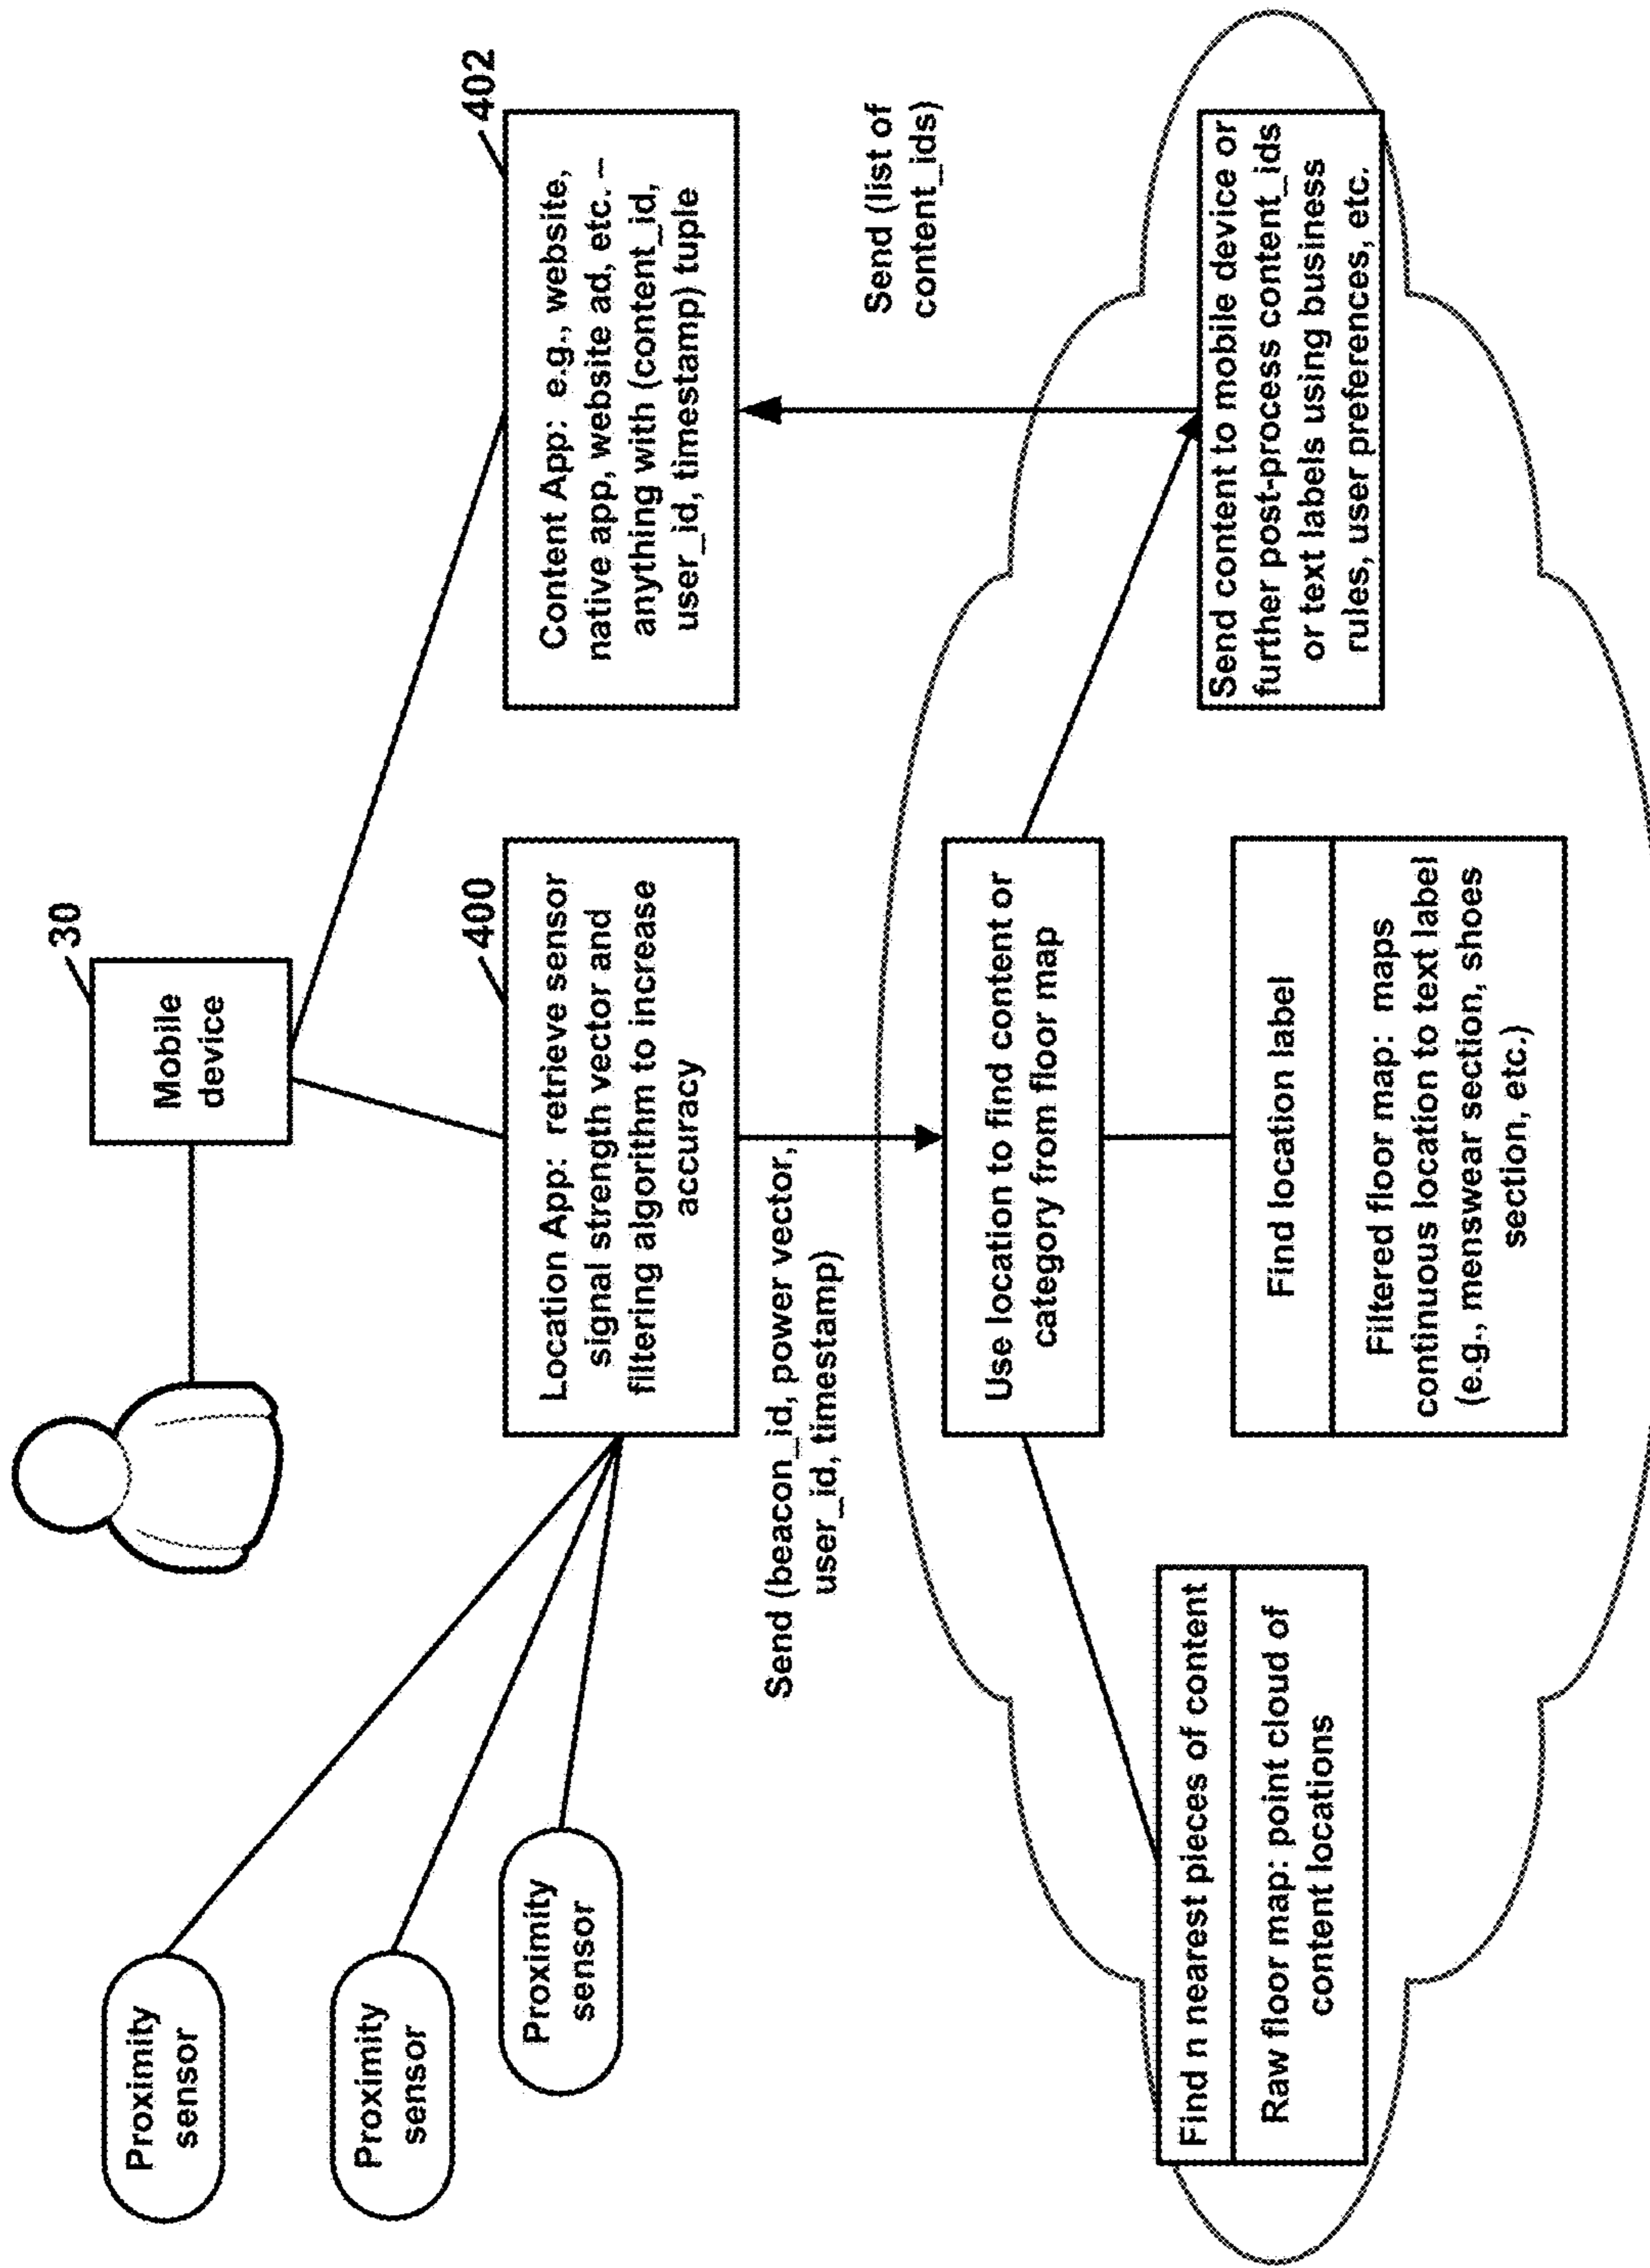 30
Mobile
device
Proximity
sensor
Proximity
sensor
Proximity
sensor
400
Location App: retrieve sensor
signal strength vector and
filtering algorithm to increase
accuracy
402
Content App: e.g., website,
native app, website ad, etc. –
anything with (content_id,
user_id, timestamp) tuple
Send (beacon_id, power vector,
user_id, timestamp)
Send (list of
content_ids)
Use location to find content or
category from floor map
Find n nearest pieces of content
Raw floor map: point cloud of
content locations
Find location label
Filtered floor map: maps
continuous location to text label
(e.g., menswear section, shoes
section, etc.)
Send content to mobile device or
further post-process content_ids
or text labels using business
rules, user preferences, etc.